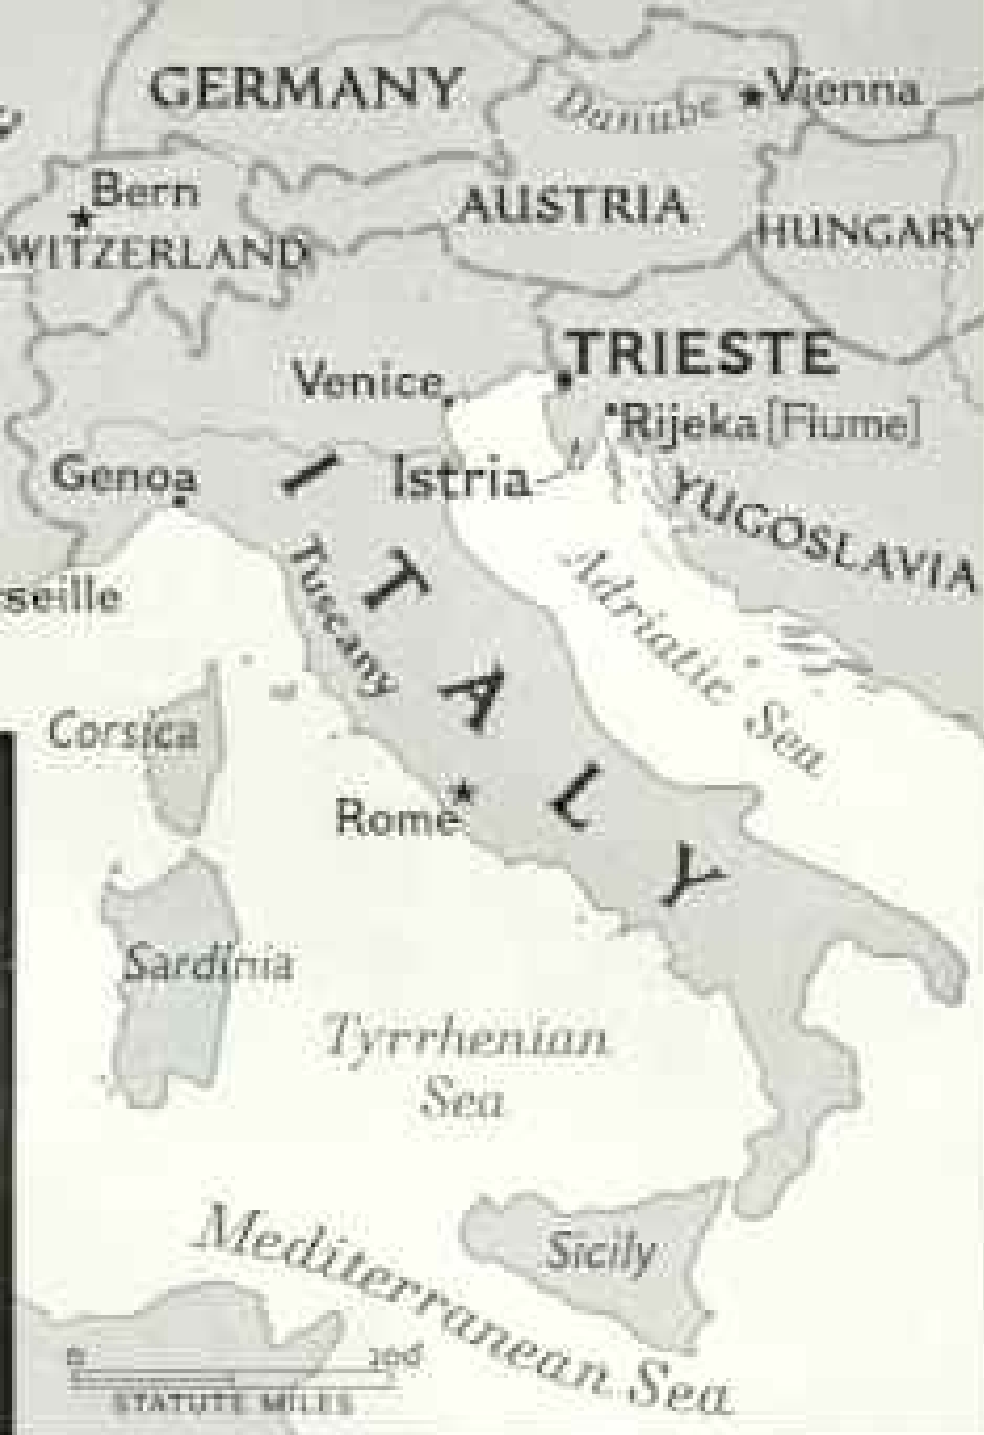 GERMANY
Danube
Vienna
Bern
SWITZERLAND
AUSTRIA
HUNGARY
TRIESTE
Venice
Rijeka [Fiume]
Genoa
Istria
YUGOSLAVIA
ITALY
Tuscany
Adriatic Sea
seille
Corsica
Rome
Sardinia
Tyrrhenian
Sea
Sicily
Mediterranean Sea
0
STATUTE MILES